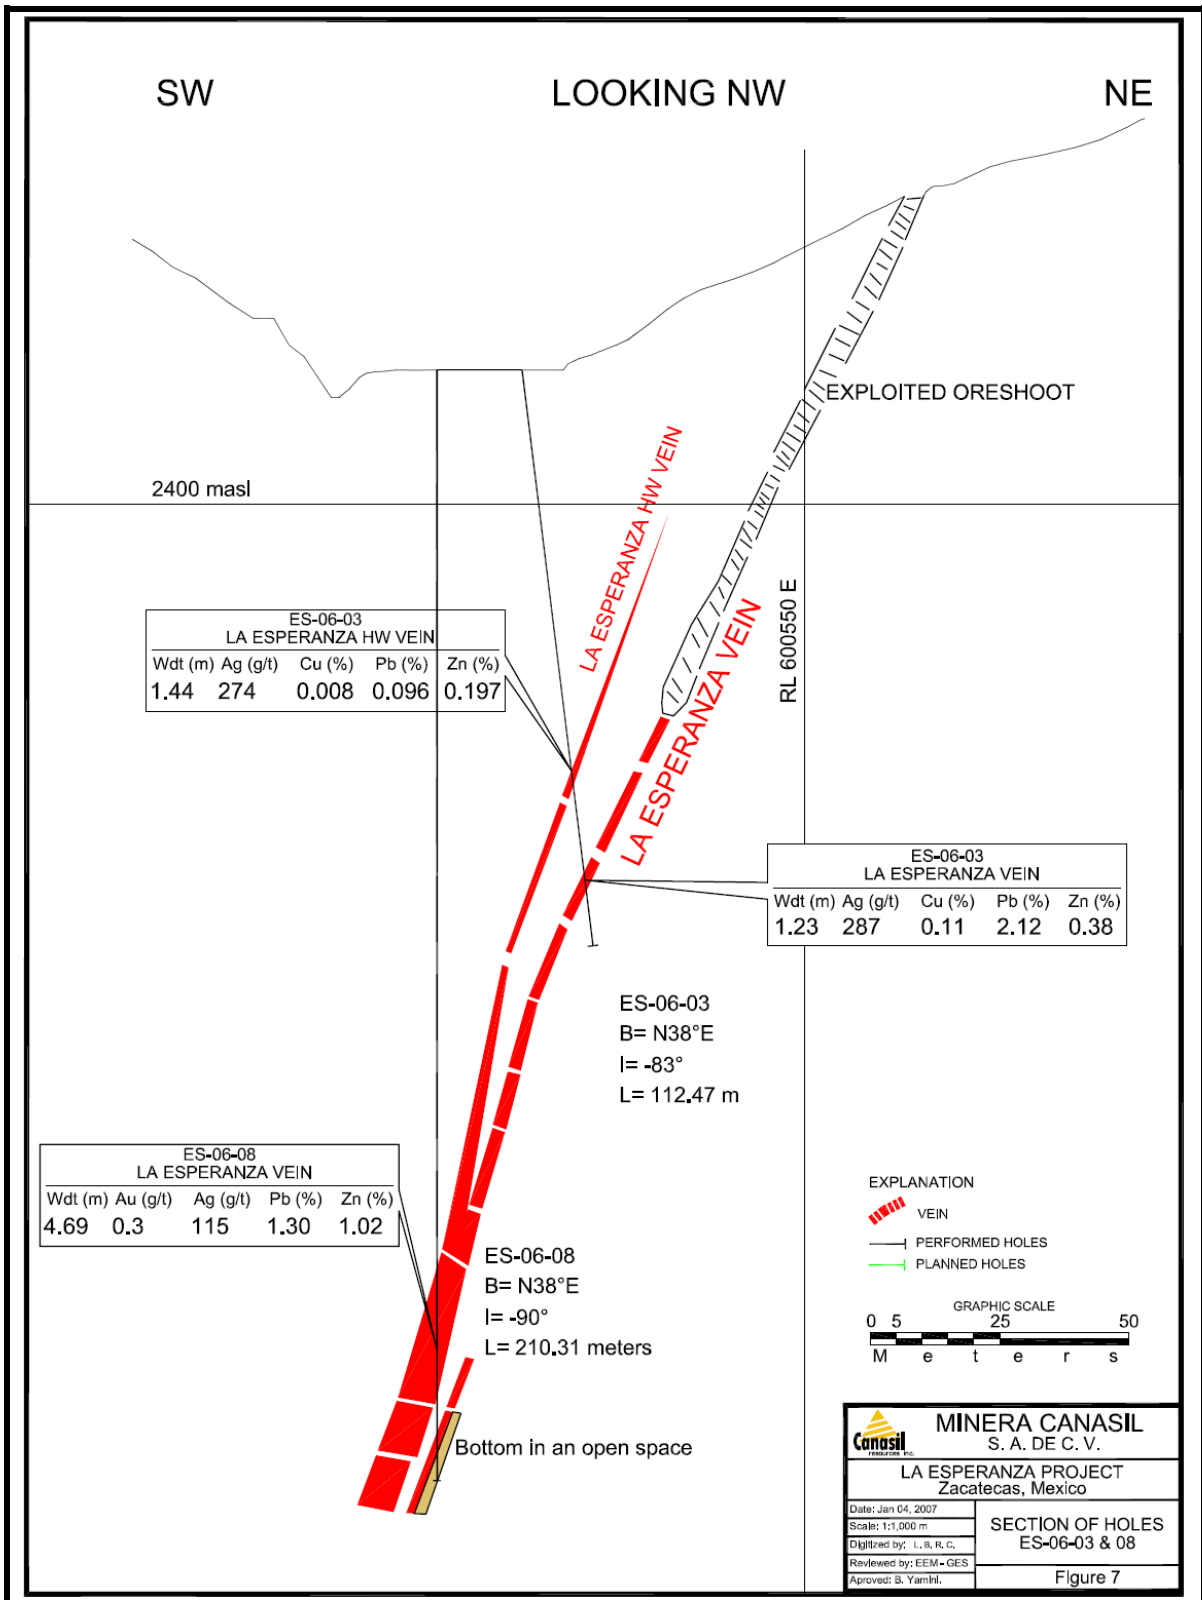 SW LOOKING NW NE
EXPLOITED ORESHOOT
2400 masl
LA ESPERANZA HW VEIN
RL 600550 E
LA ESPERANZA VEIN
ES-06-03
LA ESPERANZA HW VEIN
Wdt (m) Ag (g/t) Cu (%) Pb (%) Zn (%)
1.44 274 0.008 0.096 0.197
ES-06-03
LA ESPERANZA VEIN
Wdt (m) Ag (g/t) Cu (%) Pb (%) Zn (%)
1.23 287 0.11 2.12 0.38
ES-06-03
B= N38°E
I= -83°
L= 112.47 m
ES-06-08
LA ESPERANZA VEIN
Wdt (m) Au (g/t) Ag (g/t) Pb (%) Zn (%)
4.69 0.3 115 1.30 1.02
ES-06-08
B= N38°E
I= -90°
L= 210.31 meters
Bottom in an open space
EXPLANATION
VEIN
PERFORMED HOLES
PLANNED HOLES
GRAPHIC SCALE
0 5 25 50
M e t e r s
Canasil
resources inc.
MINERA CANASIL
S. A. DE C. V.
LA ESPERANZA PROJECT
Zacatecas, Mexico
Date: Jan 04, 2007
Scale: 1:1,000 m
Digitized by: L. B. R. C.
Reviewed by: EEM - GES
Aproved: B. Yamini.
SECTION OF HOLES
ES-06-03 & 08
Figure 7